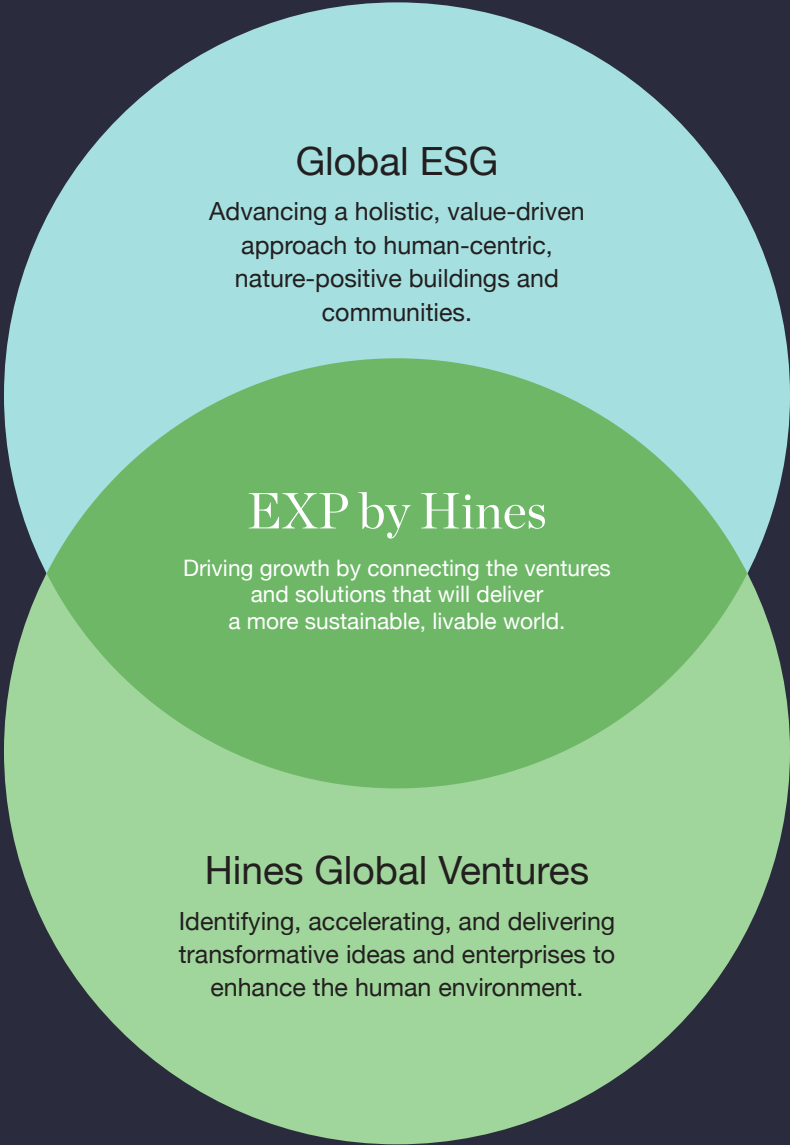 Global ESG
Advancing a holistic, value-driven
approach to human-centric,
nature-positive buildings and
communities.
EXP by Hines
Driving growth by connecting the ventures
and solutions that will deliver
a more sustainable, livable world.
Hines Global Ventures
Identifying, accelerating, and delivering
transformative ideas and enterprises to
enhance the human environment.